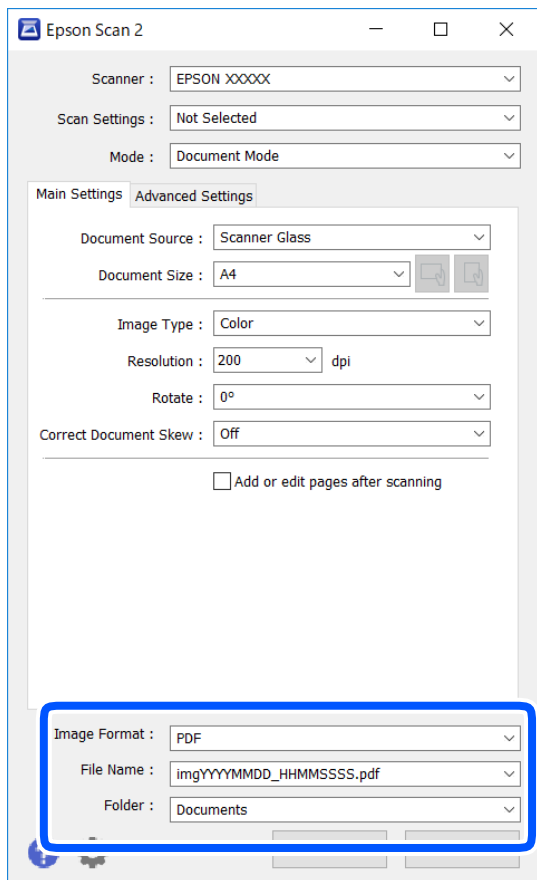 Epson Scan 2
Scanner : EPSON XXXXX
Scan Settings : Not Selected
Mode : Document Mode
Main Settings Advanced Settings
Document Source : Scanner Glass
Document Size : A4
Image Type : Color
Resolution : 200 dpi
Rotate : 0°
Correct Document Skew : Off
Add or edit pages after scanning
Image Format : PDF
File Name : imgYYYYMMDD_HHMMSSSS.pdf
Folder : Documents